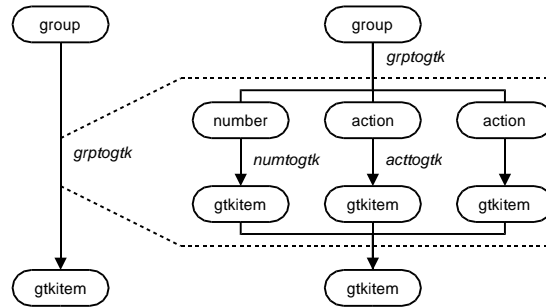 group
group
grptogtk
number action action
grptogtk
numtogtk acttogtk
gtkitem gtkitem gtkitem
gtkitem
gtkitem